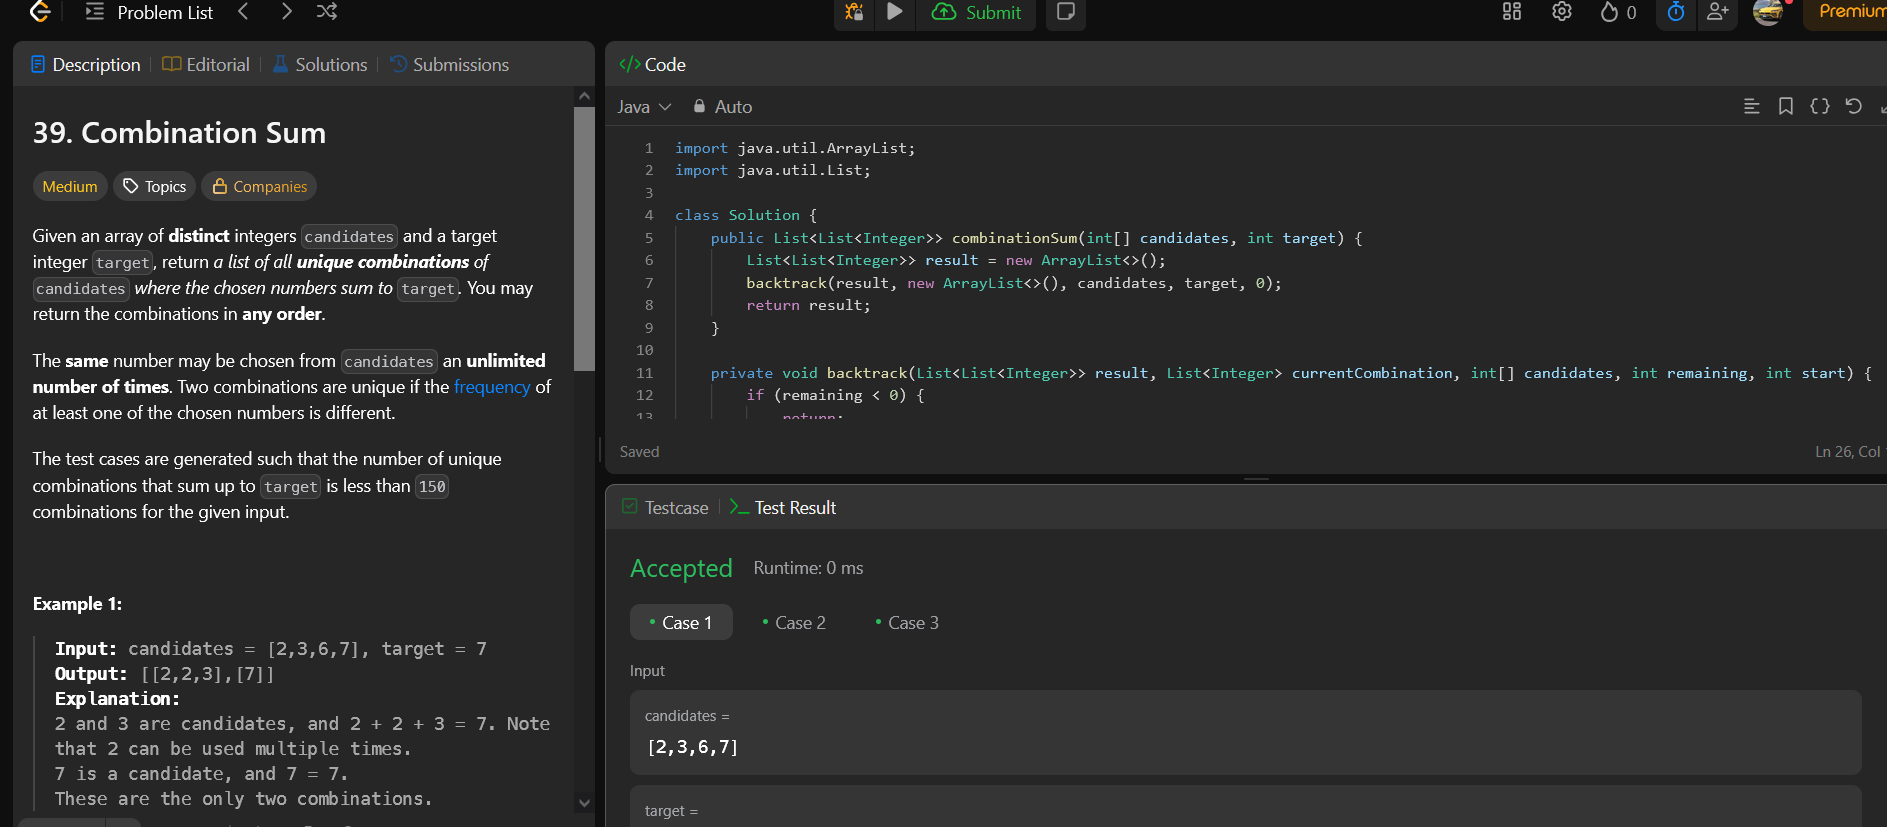 Problem List
Submit
0
Premium
Description
Editorial
Solutions
Submissions
39. Combination Sum
Medium
Topics
Companies
Given an array of distinct integers candidates and a target
integer target, return a list of all unique combinations of
candidates where the chosen numbers sum to target. You may
return the combinations in any order.
The same number may be chosen from candidates an unlimited
number of times. Two combinations are unique if the frequency of
at least one of the chosen numbers is different.
The test cases are generated such that the number of unique
combinations that sum up to target is less than 150
combinations for the given input.
Example 1:
Input: candidates = [2,3,6,7], target = 7
Output: [[2,2,3],[7]]
Explanation:
2 and 3 are candidates, and 2 + 2 + 3 = 7. Note
that 2 can be used multiple times.
7 is a candidate, and 7 = 7.
These are the only two combinations.
</> Code
Java
Auto
1 import java.util.ArrayList;
2 import java.util.List;
3
4 class Solution {
5 public List<List<Integer>> combinationSum(int[] candidates, int target) {
6 List<List<Integer>> result = new ArrayList<>();
7 backtrack(result, new ArrayList<>(), candidates, target, 0);
8 return result;
9 }
10
11 private void backtrack(List<List<Integer>> result, List<Integer> currentCombination, int[] candidates, int remaining, int start) {
12 if (remaining < 0) {
13 return;
Saved
Ln 26, Col
Testcase
Test Result
Accepted
Runtime: 0 ms
Case 1
Case 2
Case 3
Input
candidates =
[2,3,6,7]
target =